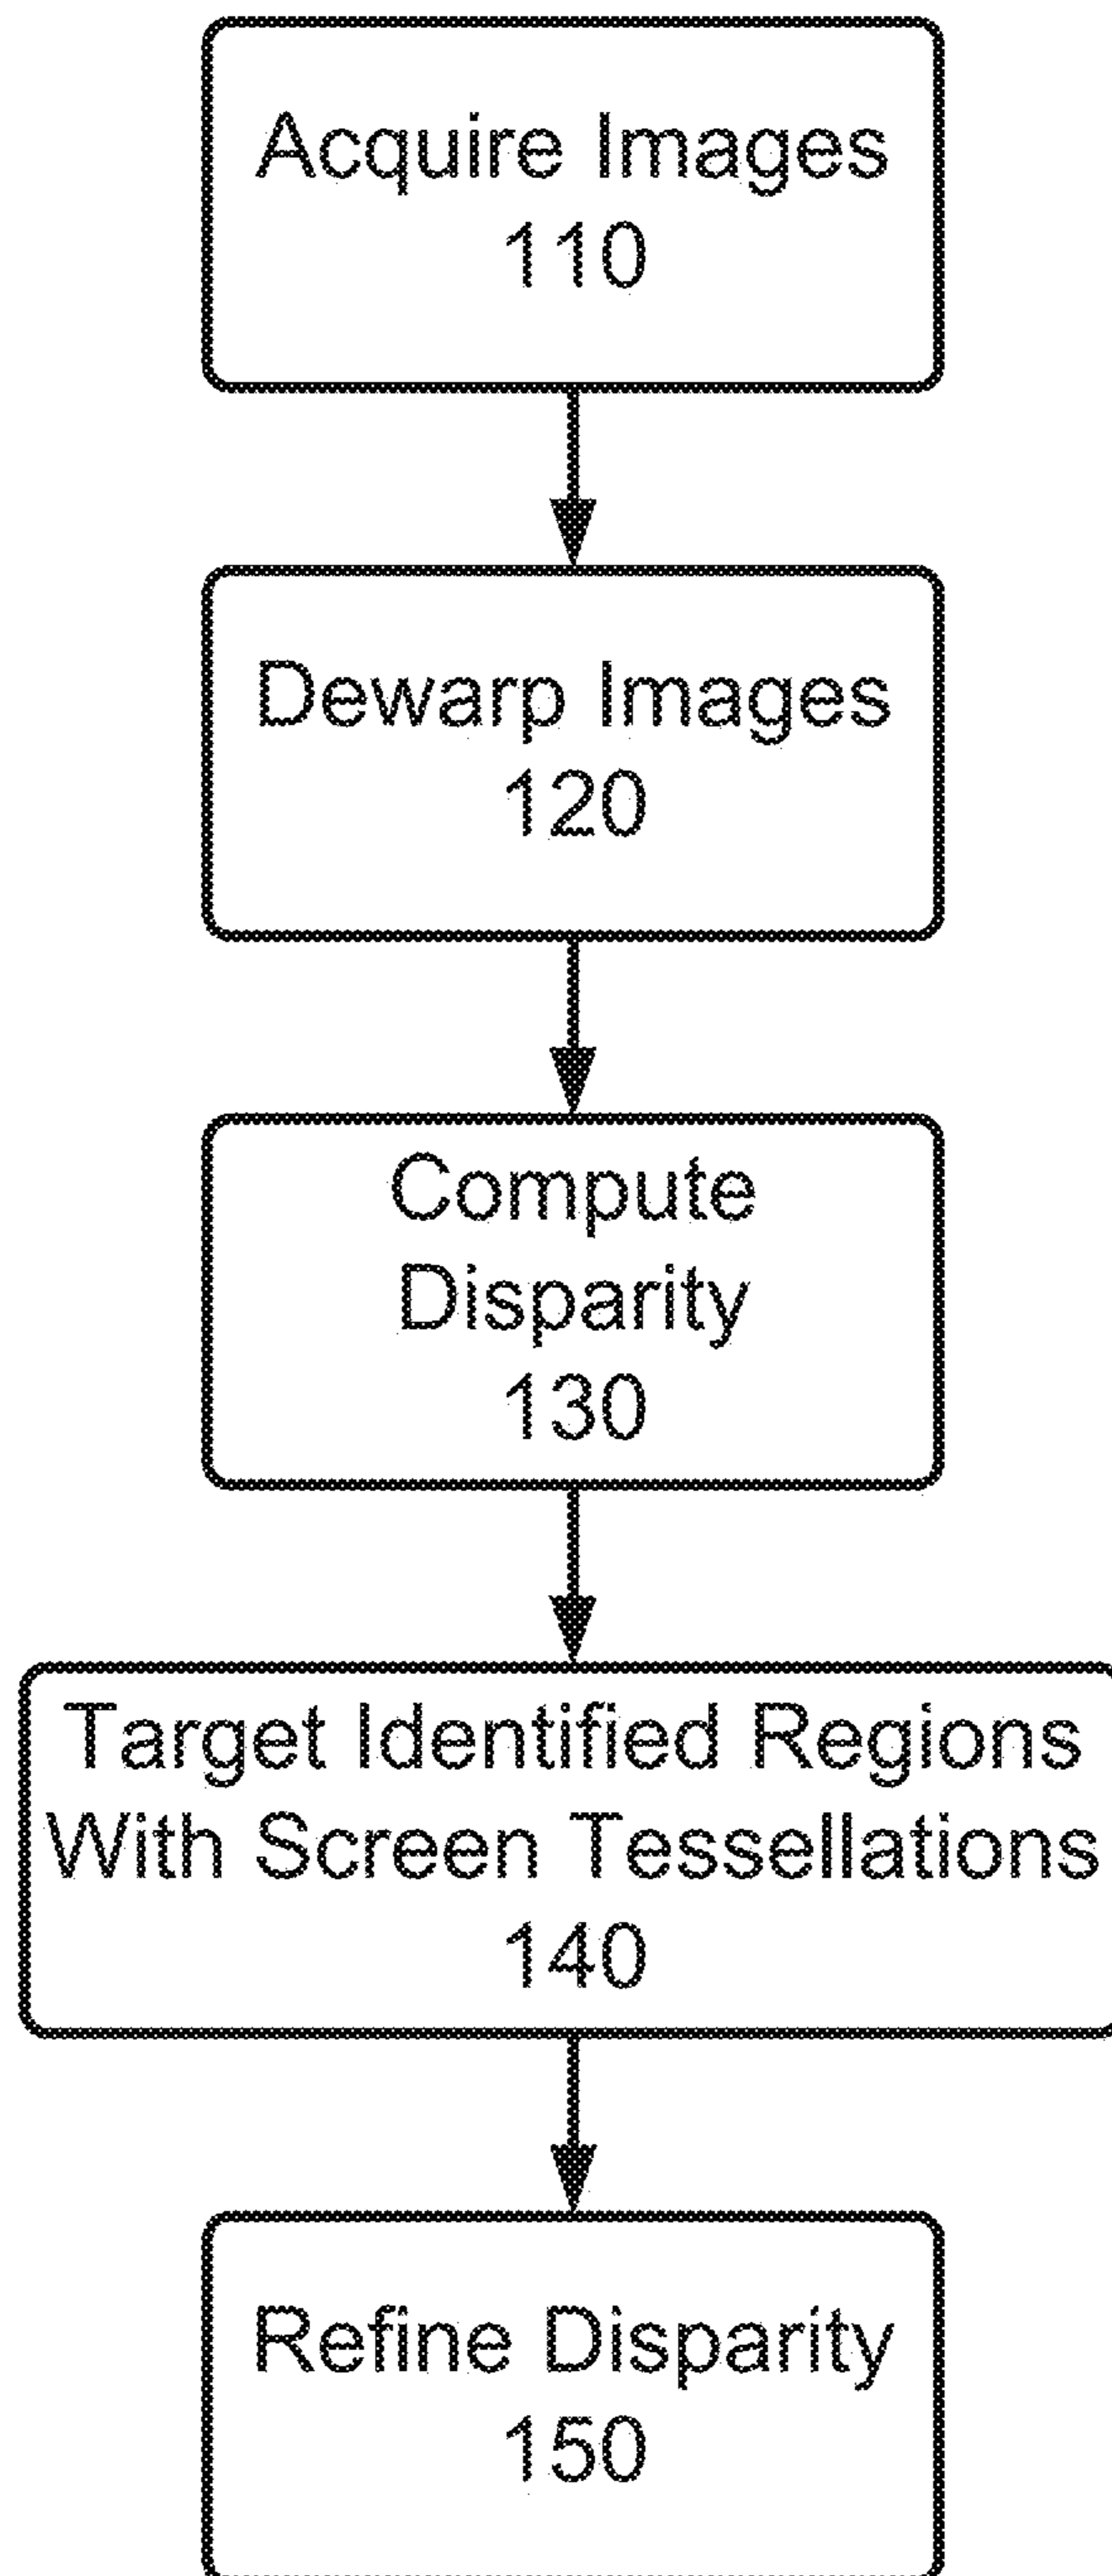 Acquire Images
110
Dewarp Images
120
Compute
Disparity
130
Target Identified Regions
With Screen Tessellations
140
Refine Disparity
150